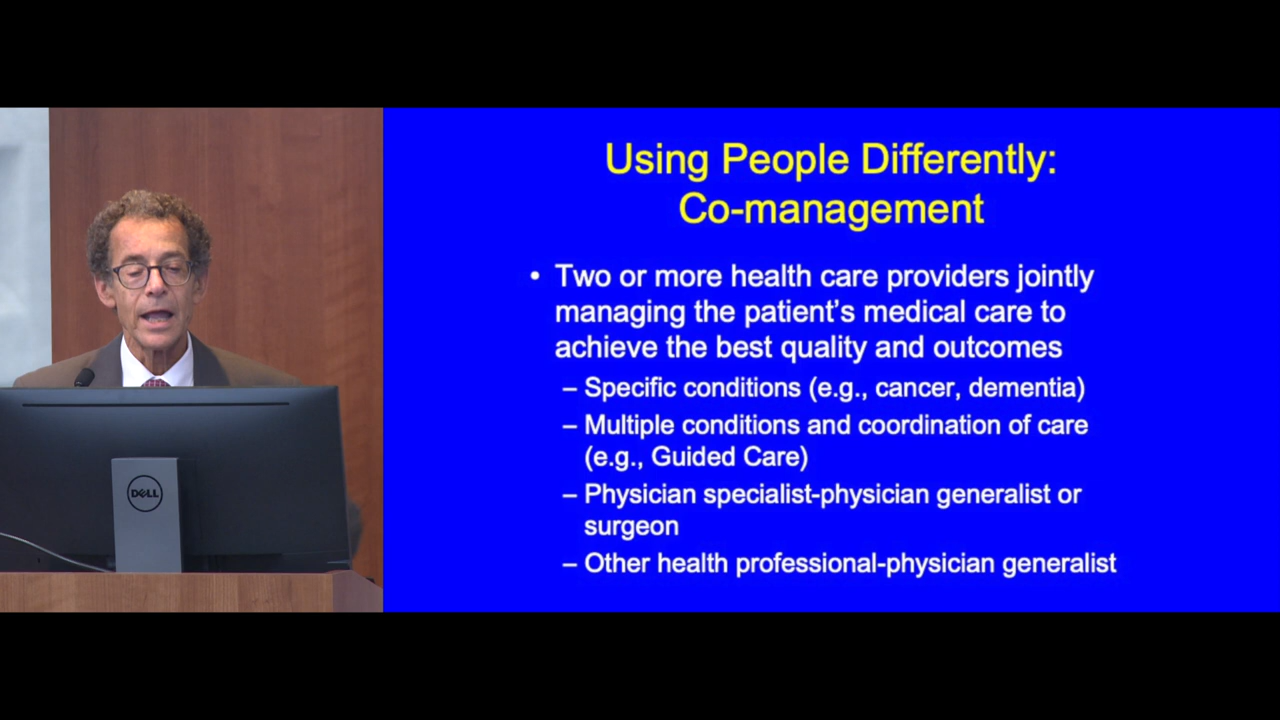 Using People Differently:
Co-management
• Two or more health care providers jointly
managing the patient's medical care to
achieve the best quality and outcomes
– Specific conditions (e.g., cancer, dementia)
– Multiple conditions and coordination of care
(e.g., Guided Care)
– Physician specialist-physician generalist or
surgeon
– Other health professional-physician generalist
DELL